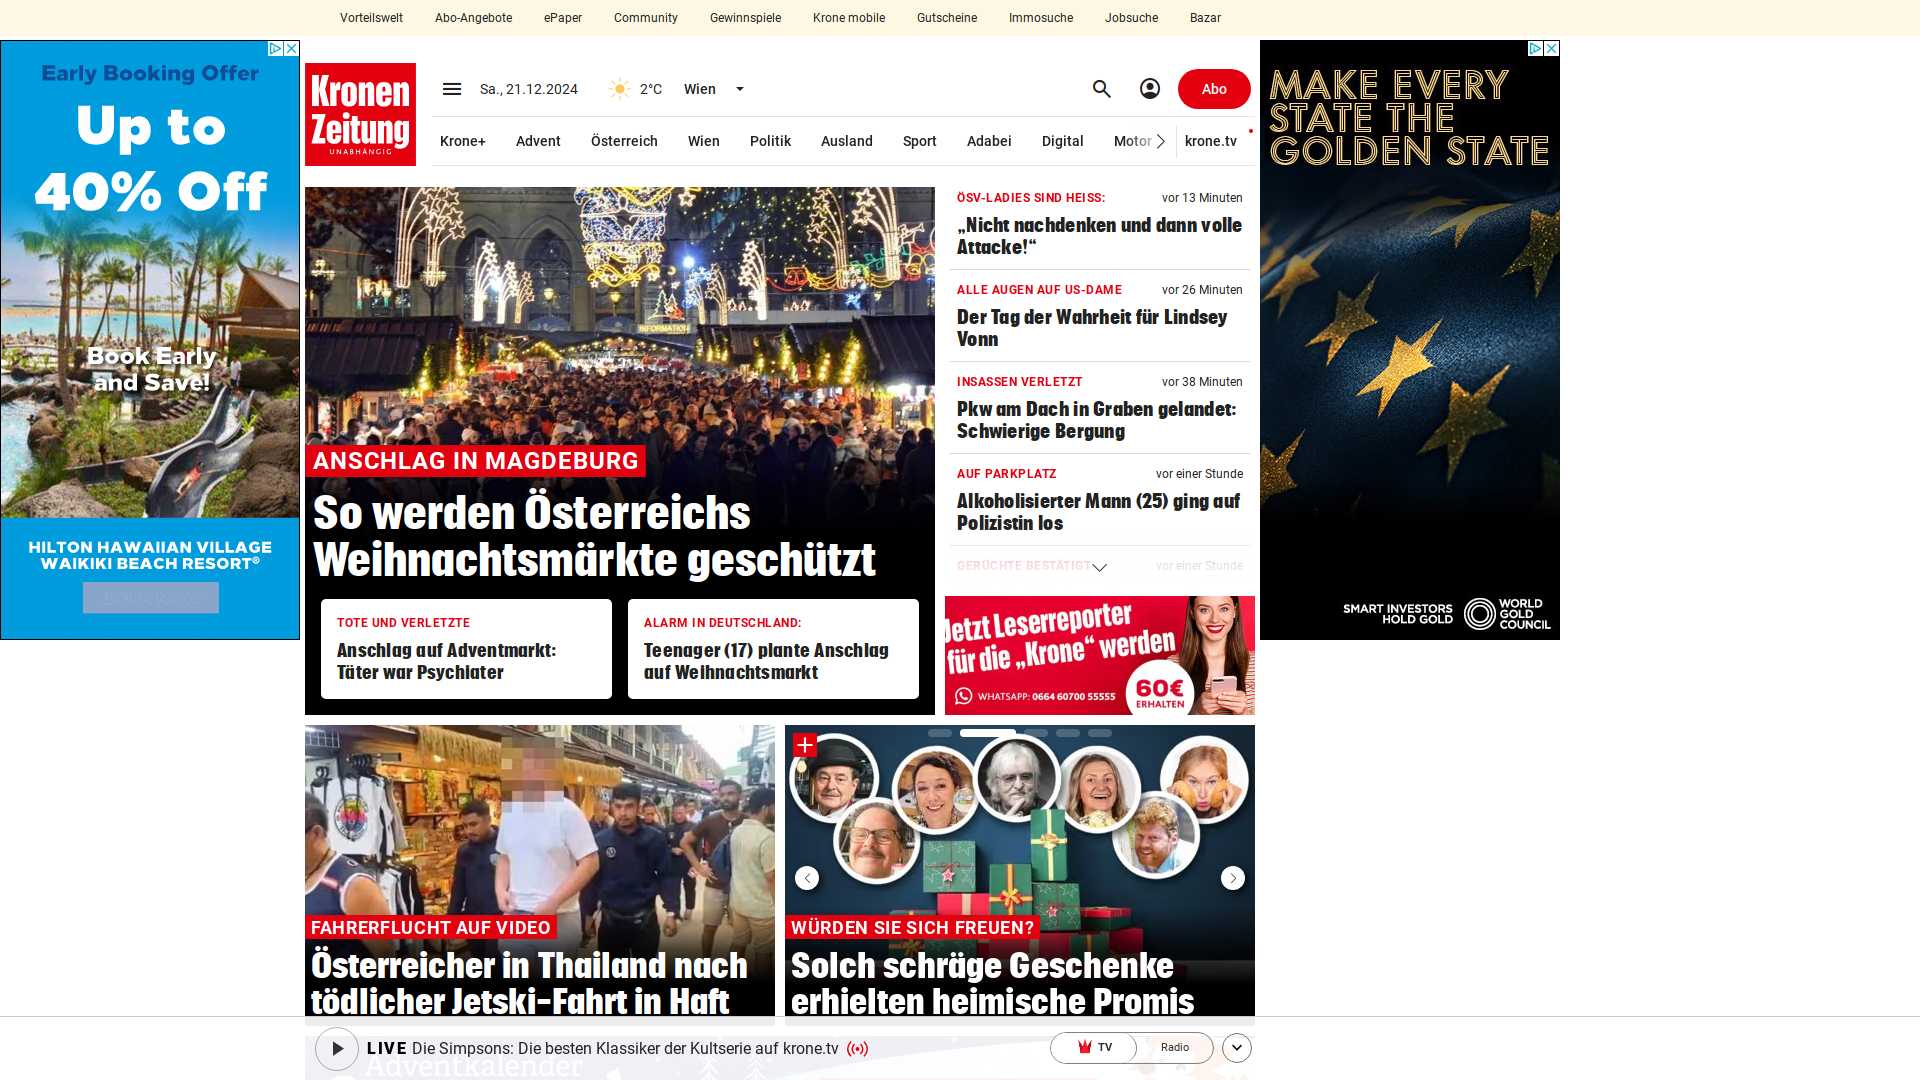 Vorteilswelt
Abo-Angebote
ePaper
Community
Gewinnspiele
Krone mobile
Gutscheine
Immosuche
Jobsuche
Bazar
Early Booking Offer
Up to
40% Off
Book Early
and Save!
HILTON HAWAIIAN VILLAGE
WAIKIKI BEACH RESORT®
Kronen
Zeitung
UNABHÄNGIG
Sa., 21.12.2024
2°C
Wien
Abo
Krone+
Advent
Österreich
Wien
Politik
Ausland
Sport
Adabei
Digital
Motor
krone.tv
INFORMATION
ANSCHLAG IN MAGDEBURG
So werden Österreichs
Weihnachtsmärkte geschützt
TOTE UND VERLETZTE
Anschlag auf Adventmarkt:
Täter war Psychiater
ALARM IN DEUTSCHLAND:
Teenager (17) plante Anschlag
auf Weihnachtsmarkt
ÖSV-LADIES SIND HEISS:
vor 13 Minuten
„Nicht nachdenken und dann volle
Attacke!“
ALLE AUGEN AUF US-DAME
vor 26 Minuten
Der Tag der Wahrheit für Lindsey
Vonn
INSASSEN VERLETZT
vor 38 Minuten
Pkw am Dach in Graben gelandet:
Schwierige Bergung
AUF PARKPLATZ
vor einer Stunde
Alkoholisierter Mann (25) ging auf
Polizistin los
GERÜCHTE BESTÄTIGT
vor einer Stunde
Jetzt Leserreporter
für die „Krone“ werden
WHATSAPP: 0664 60700 55555
60€
ERHALTEN
MAKE EVERY
STATE THE
GOLDEN STATE
SMART INVESTORS
HOLD GOLD
WORLD
GOLD
COUNCIL
FAHRERFLUCHT AUF VIDEO
Österreicher in Thailand nach
tödlicher Jetski-Fahrt in Haft
WÜRDEN SIE SICH FREUEN?
Solch schräge Geschenke
erhielten heimische Promis
LIVE Die Simpsons: Die besten Klassiker der Kultserie auf krone.tv
TV
Radio
Adventkalender